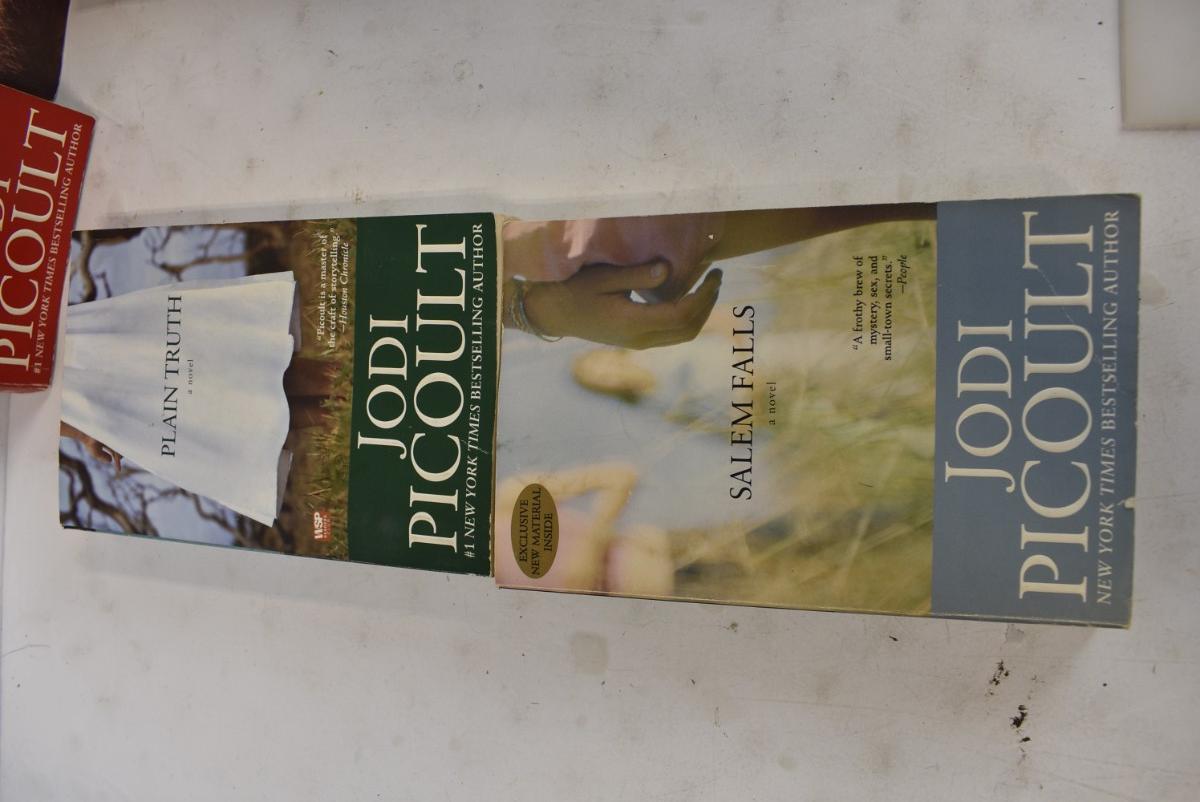 PICOULT
#1 NEW YORK TIMES BESTSELLING AUTHOR
PLAIN TRUTH
a novel
"Picoult is a master of
the craft of storytelling."
—Houston Chronicle
WSP
JODI
PICOULT
#1 NEW YORK TIMES BESTSELLING AUTHOR
EXCLUSIVE
NEW MATERIAL
INSIDE
SALEM FALLS
a novel
"A frothy brew of
mystery, sex, and
small-town secrets."
—People
JODI
PICOULT
NEW YORK TIMES BESTSELLING AUTHOR